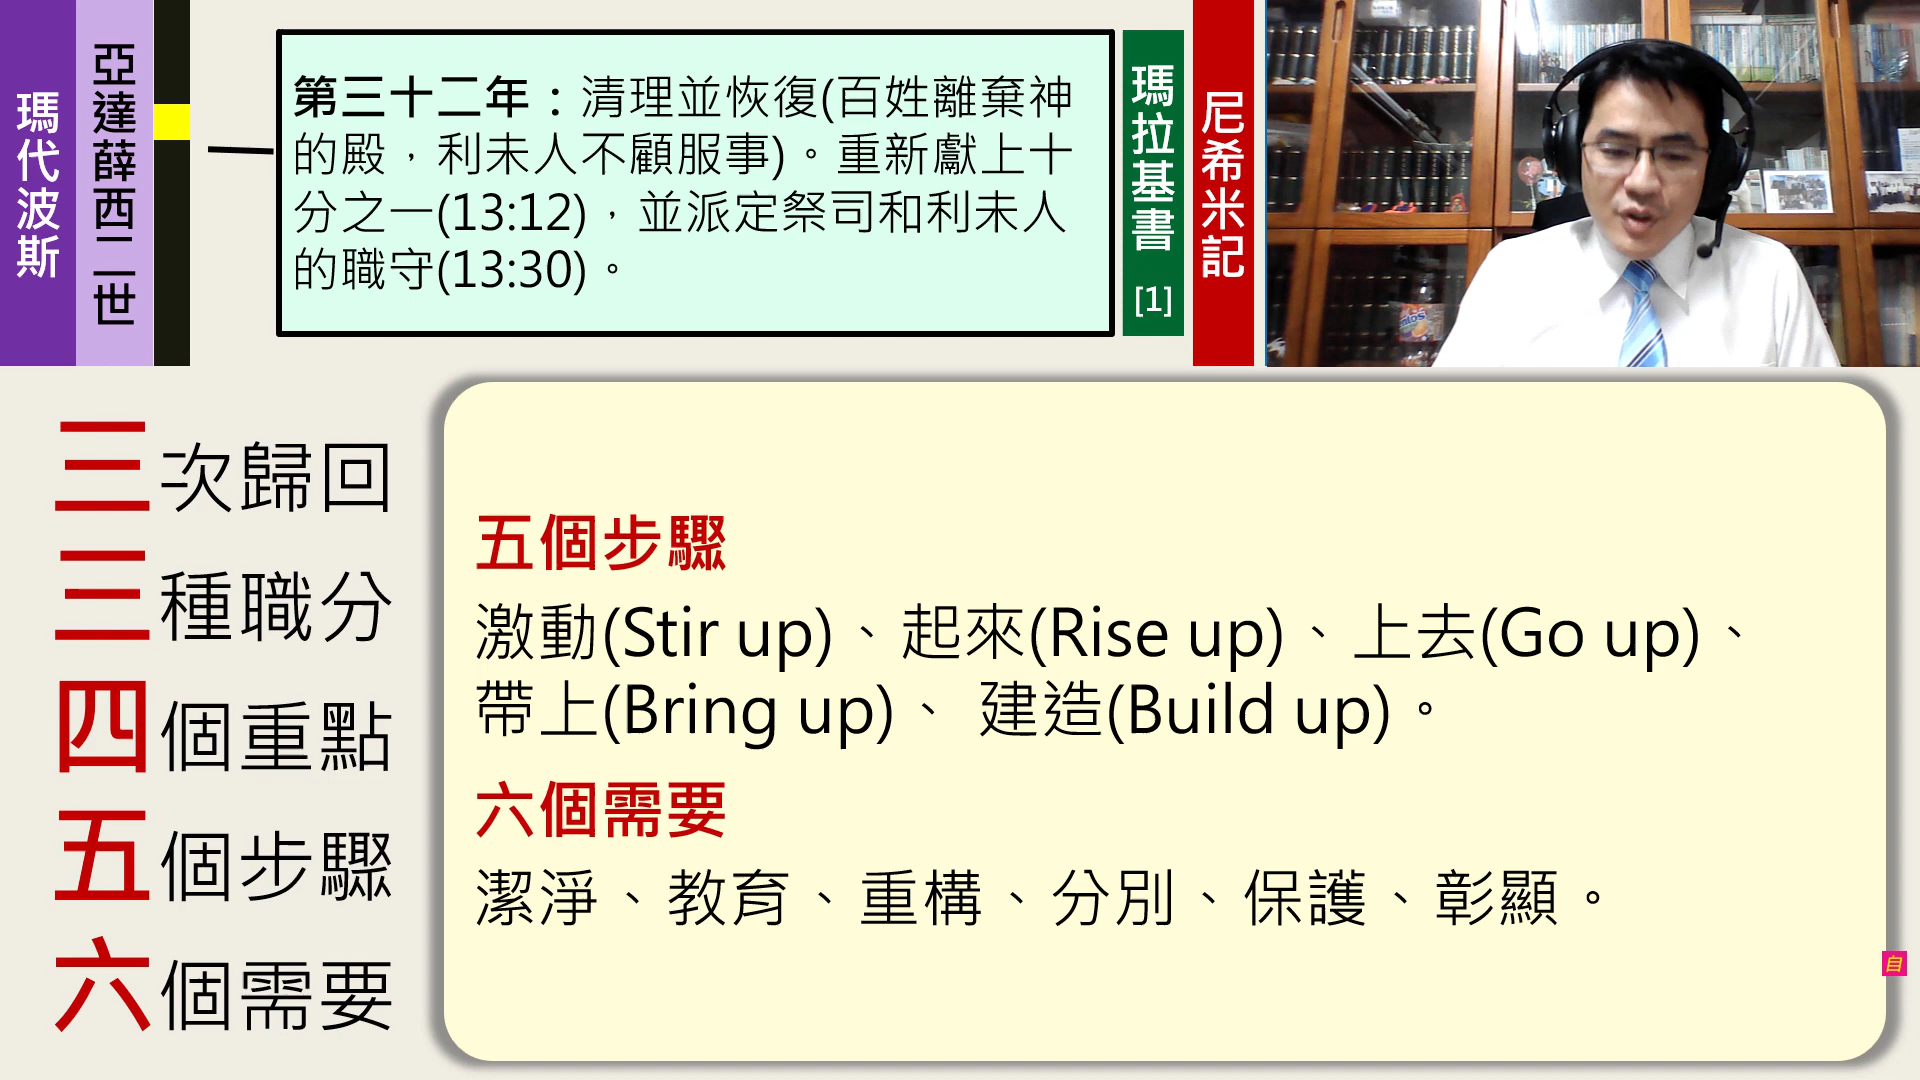 瑪代波斯
亞達薛西二世
第三十二年：清理並恢復(百姓離棄神
的殿，利未人不顧服事)。重新獻上十
分之一(13:12)，並派定祭司和利未人
的職守(13:30)。
瑪拉基書 [1]
尼希米記
三次歸回
三種職分
四個重點
五個步驟
六個需要
五個步驟
激動(Stir up)、起來(Rise up)、上去(Go up)、
帶上(Bring up)、 建造(Build up)。
六個需要
潔淨、教育、重構、分別、保護、彰顯。
自